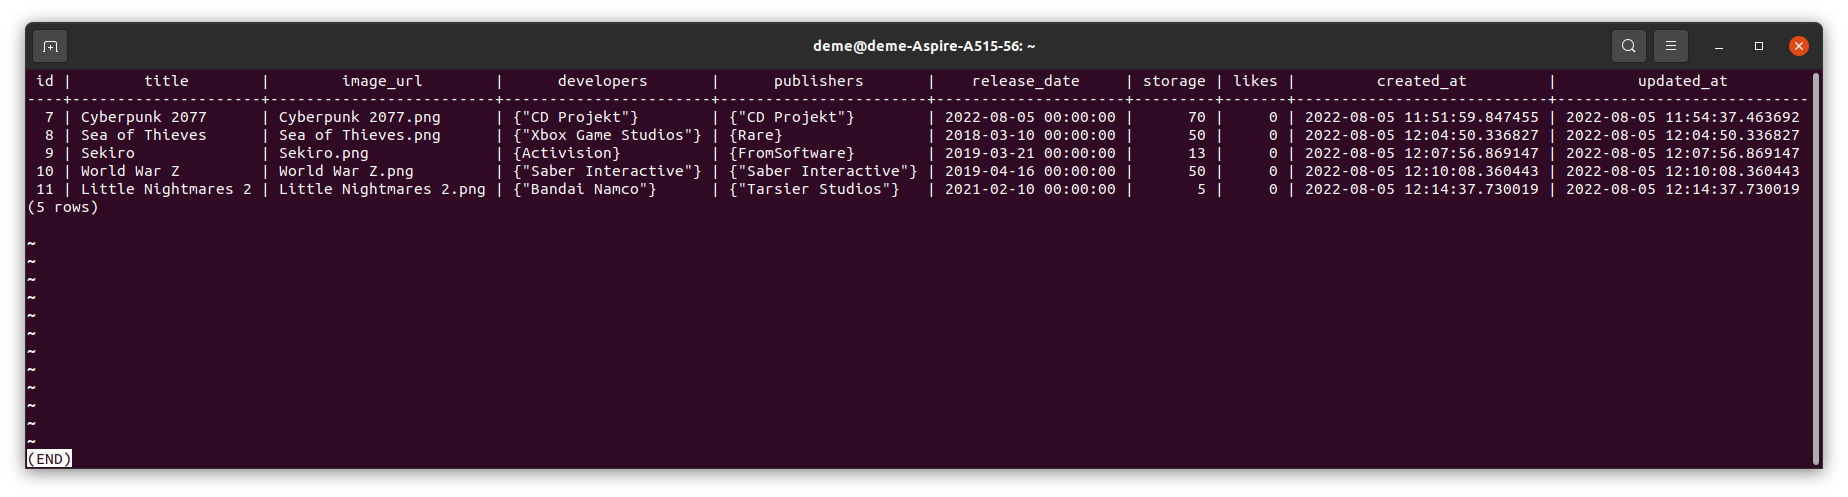 deme@deme-Aspire-A515-56: ~
 id |        title        |        image_url        |      developers       |      publishers       |    release_date     | storage | likes |         created_at         |         updated_at
----+---------------------+-------------------------+-----------------------+-----------------------+---------------------+---------+-------+----------------------------+----------------------------
  7 | Cyberpunk 2077      | Cyberpunk 2077.png      | {"CD Projekt"}        | {"CD Projekt"}        | 2022-08-05 00:00:00 |      70 |     0 | 2022-08-05 11:51:59.847455 | 2022-08-05 11:54:37.463692
  8 | Sea of Thieves      | Sea of Thieves.png      | {"Xbox Game Studios"} | {Rare}                | 2018-03-10 00:00:00 |      50 |     0 | 2022-08-05 12:04:50.336827 | 2022-08-05 12:04:50.336827
  9 | Sekiro              | Sekiro.png              | {Activision}          | {FromSoftware}        | 2019-03-21 00:00:00 |      13 |     0 | 2022-08-05 12:07:56.869147 | 2022-08-05 12:07:56.869147
 10 | World War Z         | World War Z.png         | {"Saber Interactive"} | {"Saber Interactive"} | 2019-04-16 00:00:00 |      50 |     0 | 2022-08-05 12:10:08.360443 | 2022-08-05 12:10:08.360443
 11 | Little Nightmares 2 | Little Nightmares 2.png | {"Bandai Namco"}      | {"Tarsier Studios"}   | 2021-02-10 00:00:00 |       5 |     0 | 2022-08-05 12:14:37.730019 | 2022-08-05 12:14:37.730019
(5 rows)

~
~
~
~
~
~
~
~
~
~
~
~
(END)